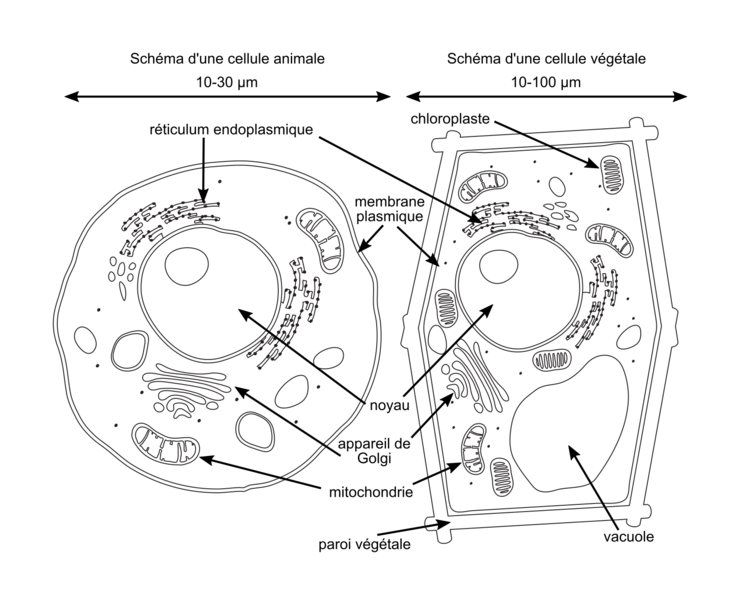 Schéma d'une cellule animale
10-30 µm
Schéma d'une cellule végétale
10-100 µm
chloroplaste
réticulum endoplasmique
membrane
plasmique
noyau
appareil de
Golgi
mitochondrie
paroi végétale
vacuole